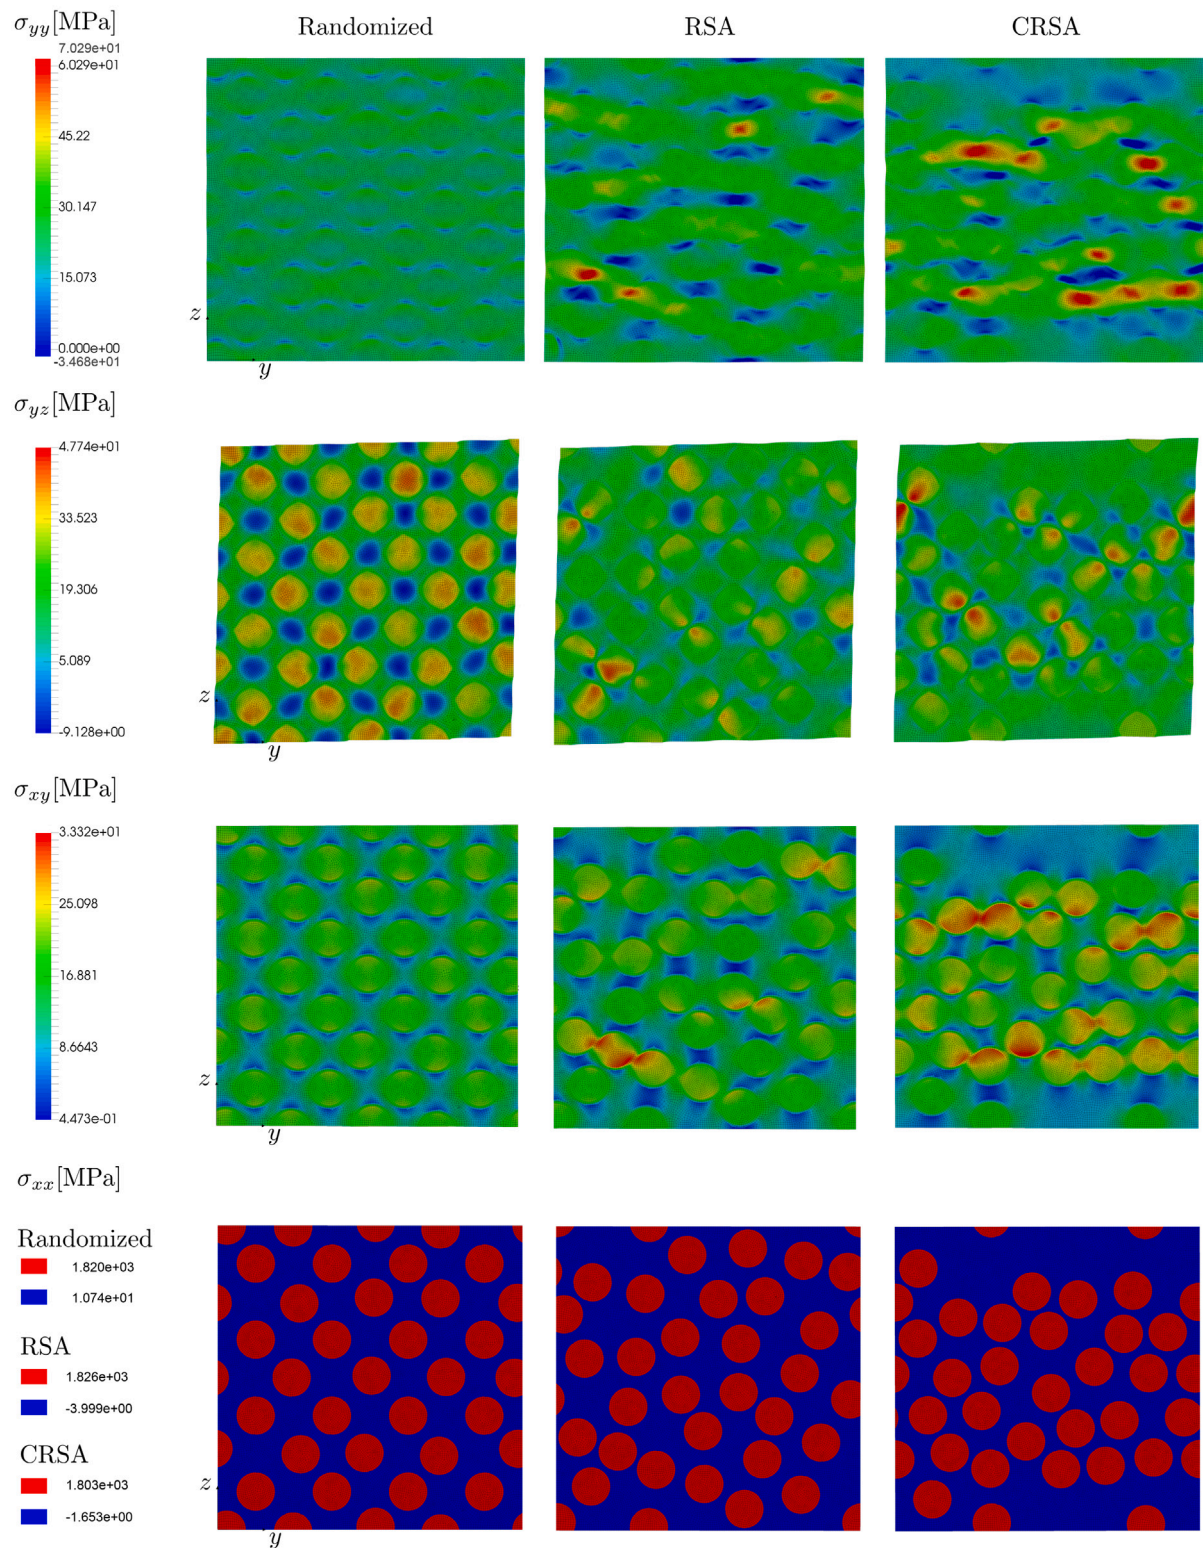 σyy[MPa]
Randomized
RSA
CRSA
7.029e+01
6.029e+01
45.22
30.147
15.073
0.000e+00
-3.468e+01
z
y
σyz[MPa]
4.774e+01
33.523
19.306
5.089
-9.128e+00
z
y
σxy[MPa]
3.332e+01
25.098
16.881
8.6643
4.473e-01
z
y
σxx[MPa]
Randomized
1.820e+03
1.074e+01
RSA
1.826e+03
-3.999e+00
CRSA
1.803e+03
-1.653e+00
z
y